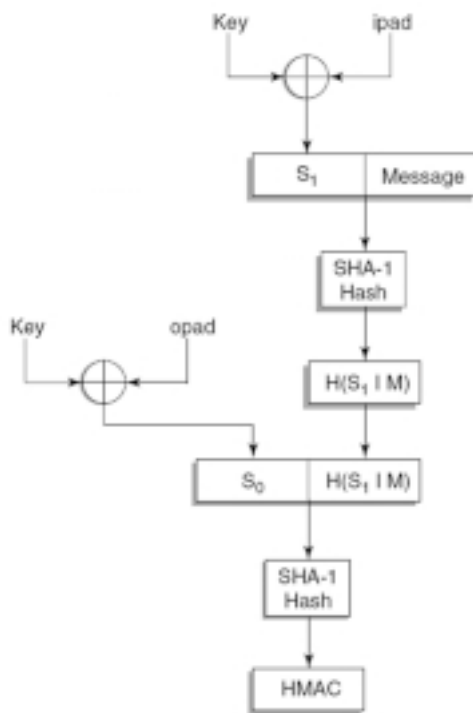 Key ipad
S₁ Message
SHA-1
Hash
Key opad
H(S₁ I M)
S₀ H(S₁ I M)
SHA-1
Hash
HMAC